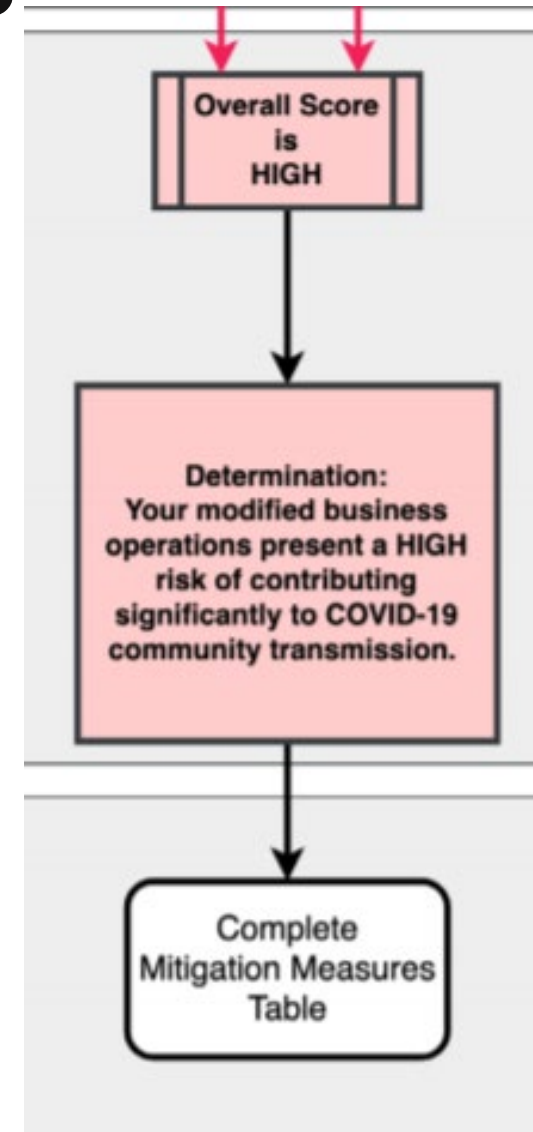 Overall Score
is
HIGH
Determination:
Your modified business
operations present a HIGH
risk of contributing
significantly to COVID-19
community transmission.
Complete
Mitigation Measures
Table